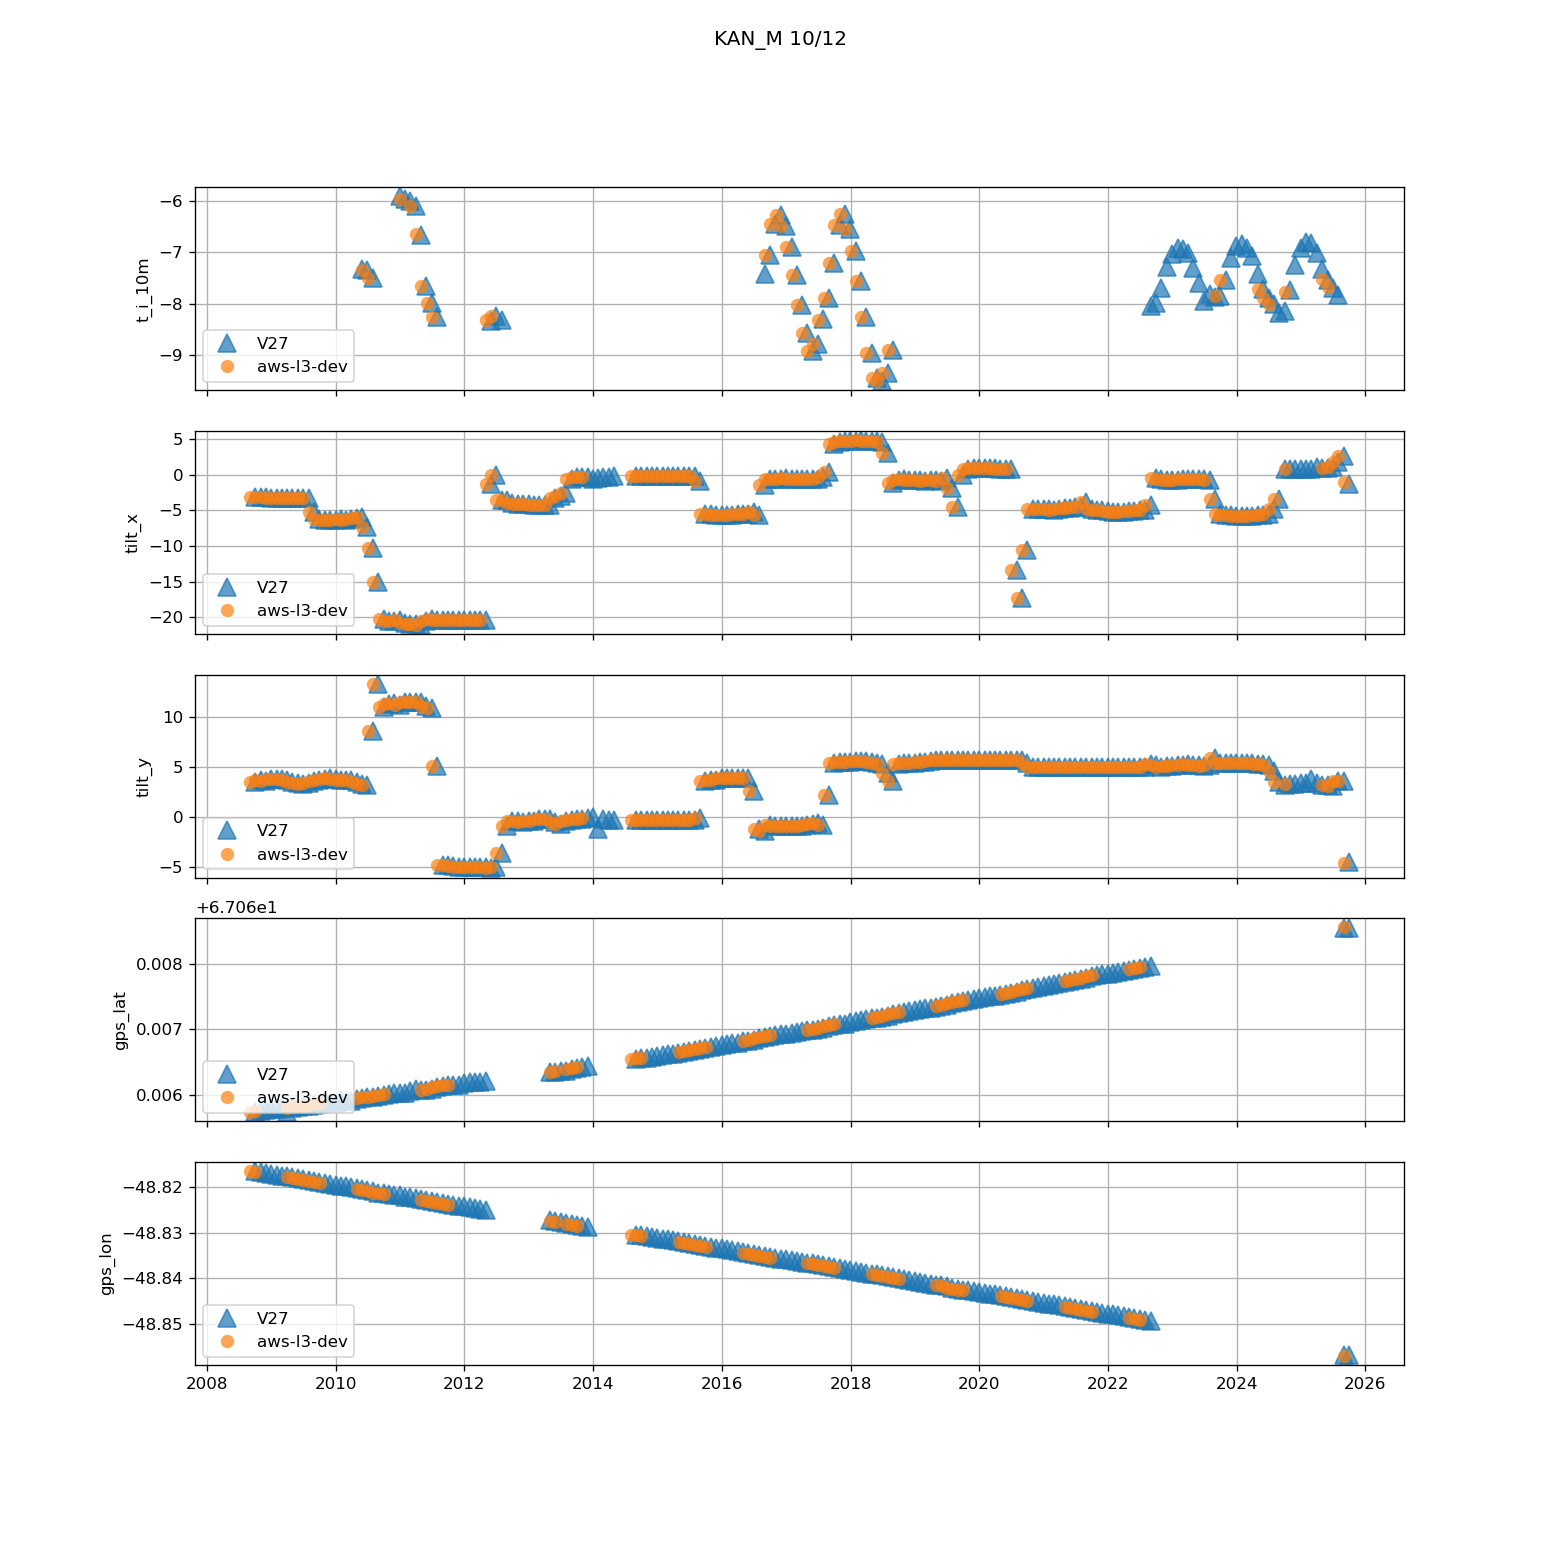 KAN_M 10/12
−6
−7
−8
−9
t_i_10m
V27
aws-l3-dev
5
0
−5
−10
−15
−20
tilt_x
V27
aws-l3-dev
10
5
0
−5
tilt_y
V27
aws-l3-dev
+6.706e1
0.008
0.007
0.006
gps_lat
V27
aws-l3-dev
−48.82
−48.83
−48.84
−48.85
gps_lon
V27
aws-l3-dev
2008 2010 2012 2014 2016 2018 2020 2022 2024 2026